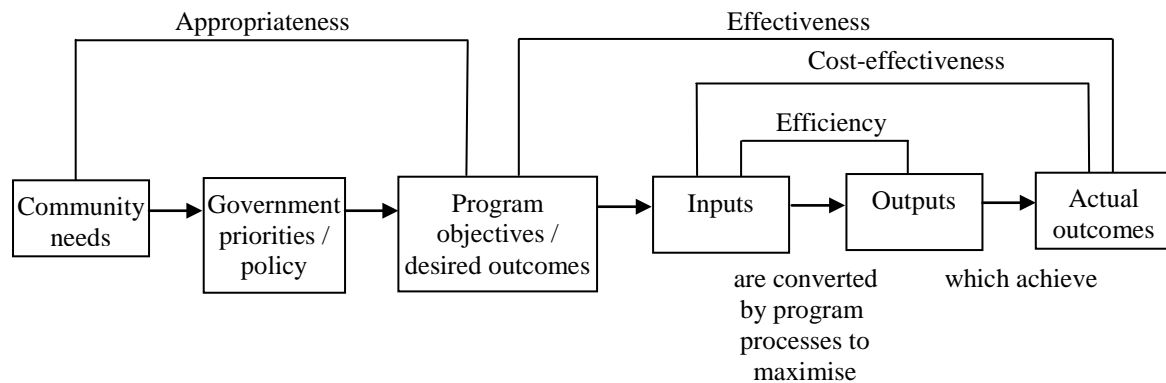 Appropriateness
Effectiveness
Cost-effectiveness
Efficiency
Community
needs
Government
priorities /
policy
Program
objectives /
desired outcomes
Inputs
Outputs
Actual
outcomes
are converted
by program
processes to
maximise
which achieve